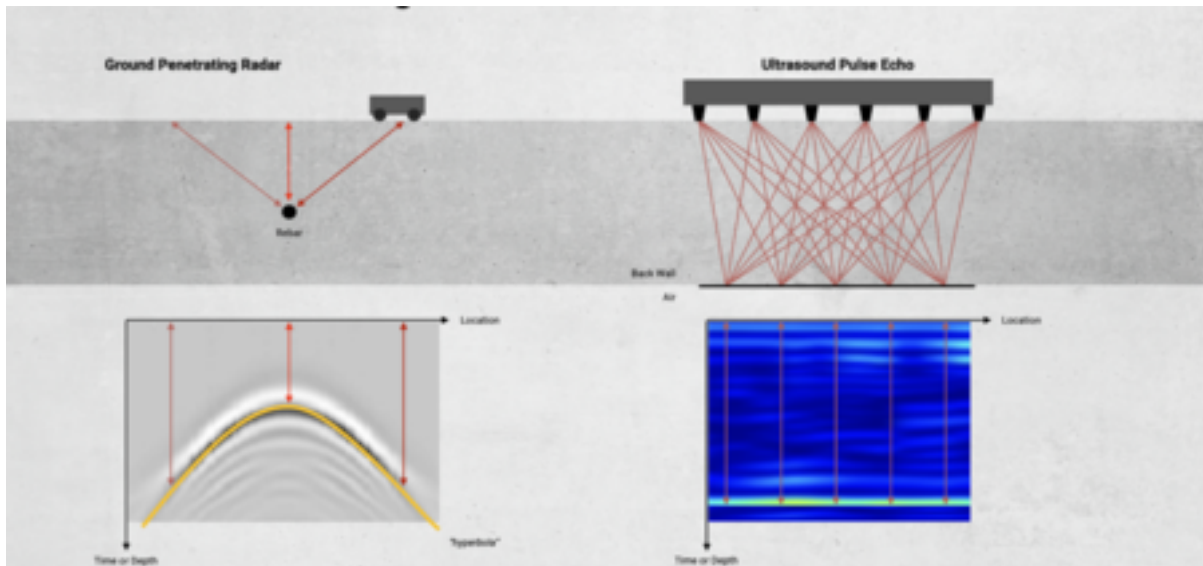 Ground Penetrating Radar
Ultrasound Pulse Echo
Rebar
Back Wall
Air
Location
Location
"hyperbola"
Time or Depth
Time or Depth